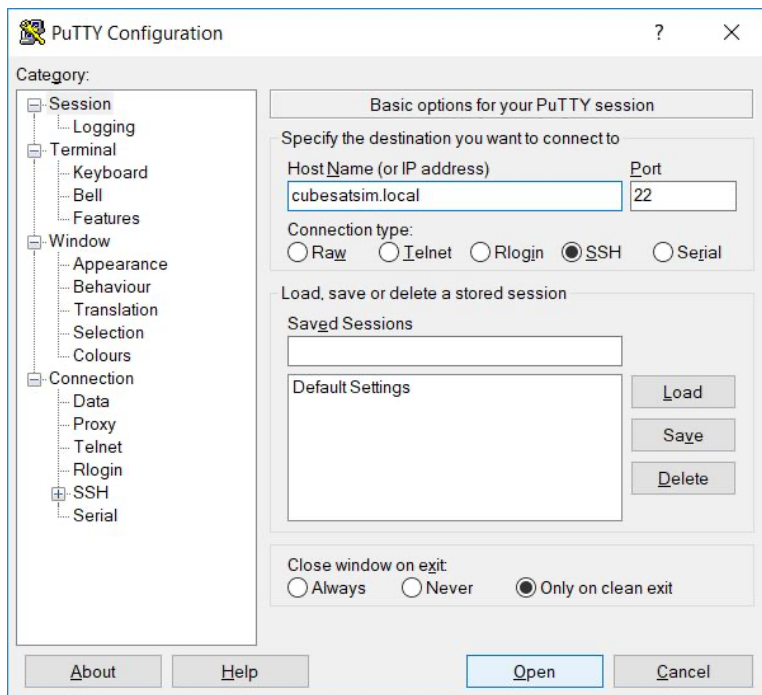 PuTTY Configuration
?
Category:
Session
Logging
Terminal
Keyboard
Bell
Features
Window
Appearance
Behaviour
Translation
Selection
Colours
Connection
Data
Proxy
Telnet
Rlogin
SSH
Serial
Basic options for your PuTTY session
Specify the destination you want to connect to
Host Name (or IP address) Port
cubesatsim.local 22
Connection type:
Raw Telnet Rlogin SSH Serial
Load, save or delete a stored session
Saved Sessions
Default Settings
Load
Save
Delete
Close window on exit:
Always Never Only on clean exit
About Help Open Cancel